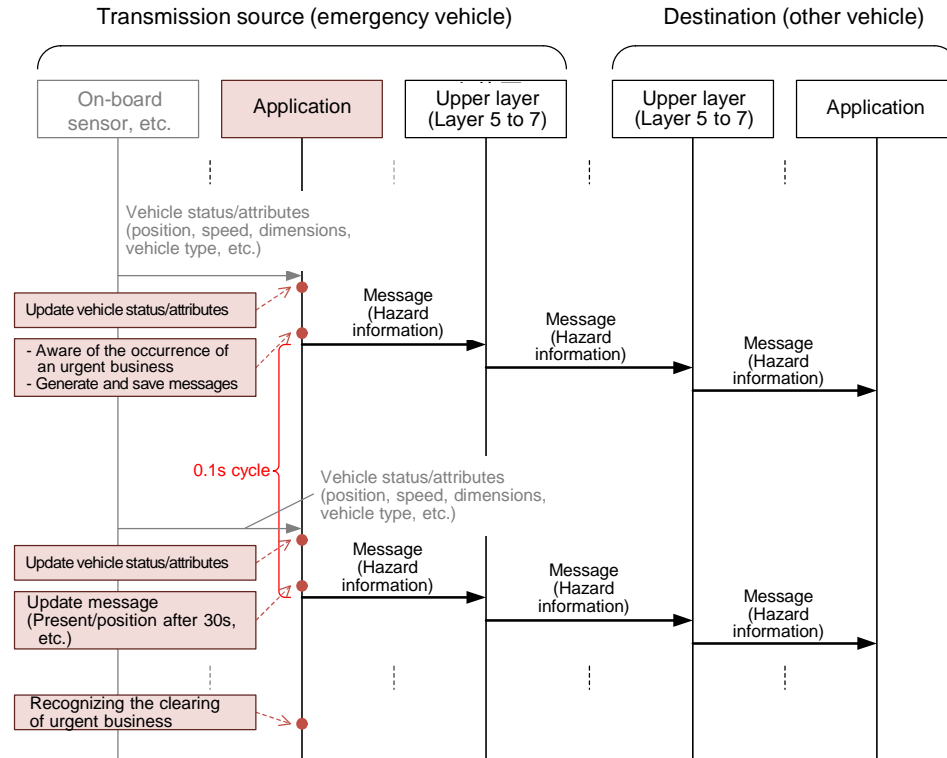 Transmission source (emergency vehicle)
Destination (other vehicle)
On-board
sensor, etc.
Application
Upper layer
(Layer 5 to 7)
Upper layer
(Layer 5 to 7)
Application
Vehicle status/attributes
(position, speed, dimensions,
vehicle type, etc.)
Update vehicle status/attributes
Message
(Hazard
information)
Message
(Hazard
information)
Message
(Hazard
information)
- Aware of the occurrence of
an urgent business
- Generate and save messages
0.1s cycle
Vehicle status/attributes
(position, speed, dimensions,
vehicle type, etc.)
Update vehicle status/attributes
Message
(Hazard
information)
Message
(Hazard
information)
Message
(Hazard
information)
Update message
(Present/position after 30s,
etc.)
Recognizing the clearing
of urgent business